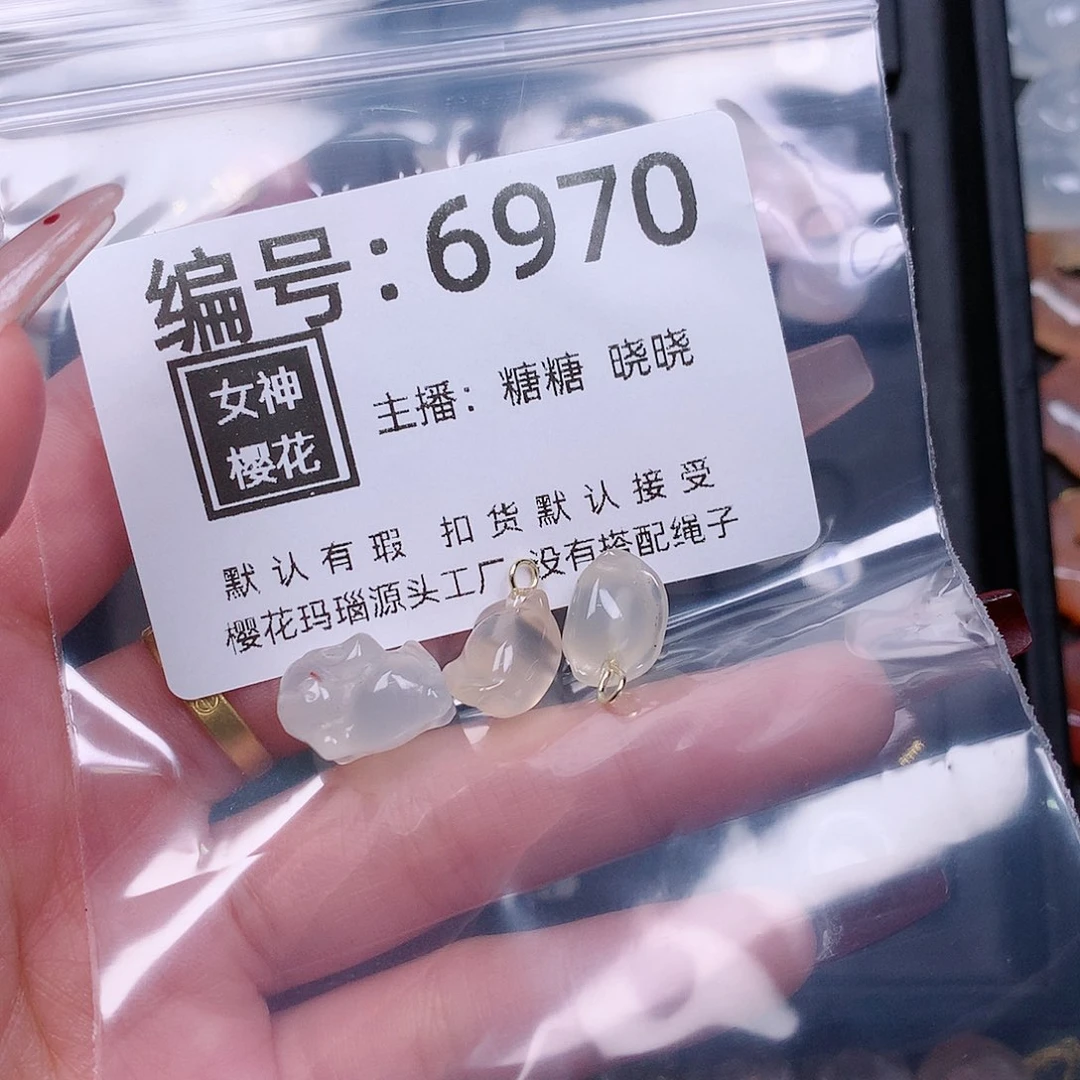 编号:6970
女神
樱花
主播：糖糖 晓晓
默认有瑕 扣货默认接受
樱花玛瑙源头工厂 没有搭配绳子